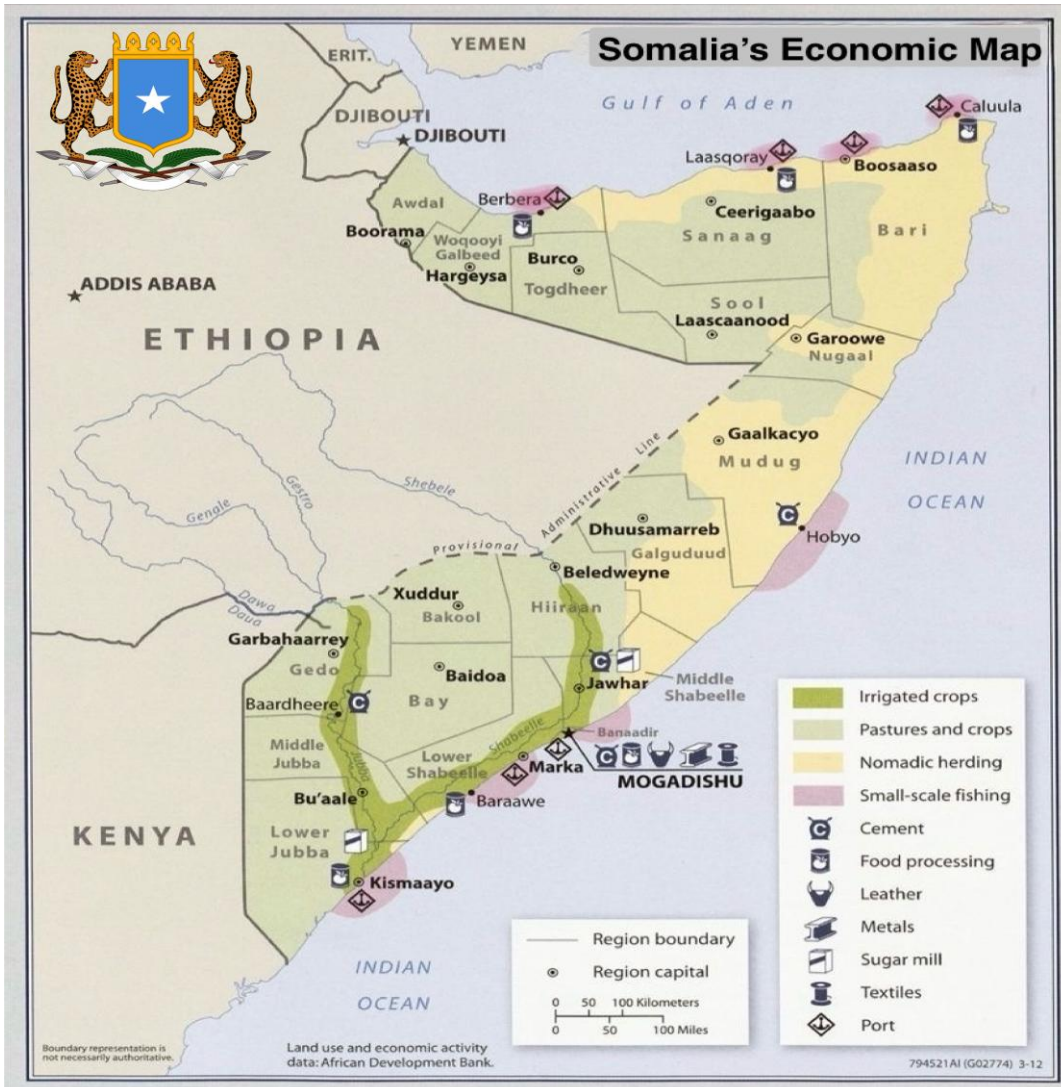 Somalia's Economic Map
YEMEN
ERIT.
Gulf of Aden
DJIBOUTI
DJIBOUTI
Caluula
Laasqoray
Boosaaso
Berbera
Awdal
Ceerigaabo
Boorama
Woqooyi
Galbeed
Sanaag
Bari
Burco
Hargeysa
Togdheer
ADDIS ABABA
Sool
Laascaanood
ETHIOPIA
Garoowe
Nugaal
Gaalkacyo
Mudug
INDIAN
OCEAN
Shebele
Gestro
Genale
Provisional Administrative Line
Dhuusamarreb
Galguduud
Hobyo
Beledweyne
Dawa
Daua
Xuddur
Bakool
Hiiraan
Garbahaarrey
Gedo
Baidoa
Bay
Jawhar
Middle
Shabeelle
Baardheere
Banaadir
Middle
Jubba
Lower
Shabeelle
Shabeelle
Jubba
Marka
MOGADISHU
Bu'aale
Baraawe
KENYA
Lower
Jubba
Kismaayo
INDIAN
OCEAN
Irrigated crops
Pastures and crops
Nomadic herding
Small-scale fishing
C Cement
Food processing
Leather
Metals
Sugar mill
Textiles
Port
Region boundary
Region capital
0 50 100 Kilometers
0 50 100 Miles
Boundary representation is
not necessarily authoritative.
Land use and economic activity
data: African Development Bank.
794521AI (G02774) 3-12